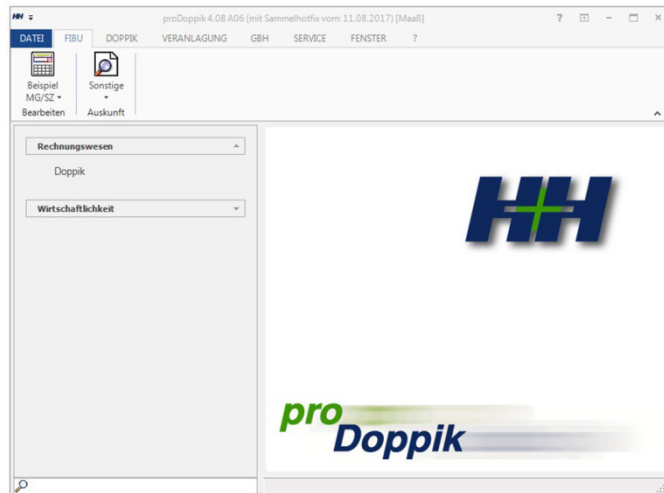 HH
proDoppik 4.08 A06 (mit Sammelhotfix vom: 11.08.2017) [Maaß]
?
DATEI FIBU DOPPIK VERANLAGUNG GBH SERVICE FENSTER ?
Beispiel MG/SZ
Sonstige
Bearbeiten Auskunft
Rechnungswesen
Doppik
Wirtschaftlichkeit
H+H
pro
Doppik